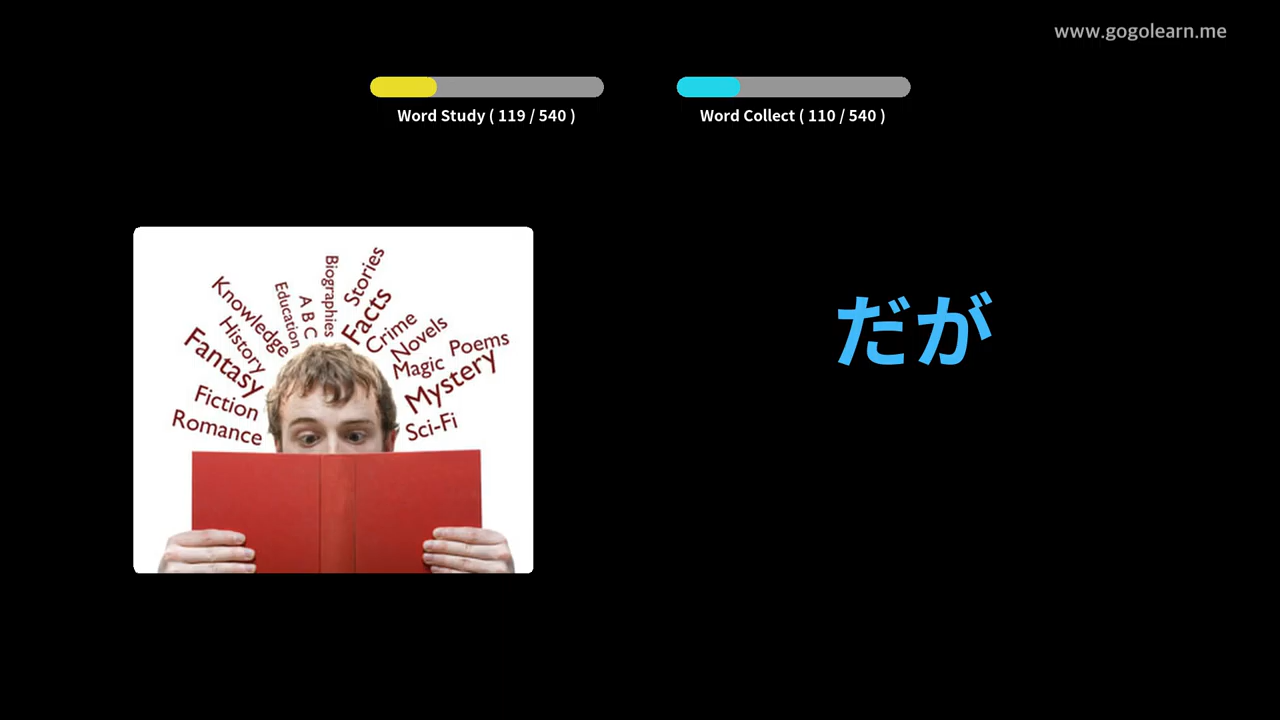 www.gogolearn.me
Word Study ( 119 / 540 )
Word Collect ( 110 / 540 )
だが
Knowledge
History
Fantasy
Fiction
Romance
Education
A B C
Biographies
Stories
Facts
Crime
Novels
Magic
Poems
Mystery
Sci-Fi